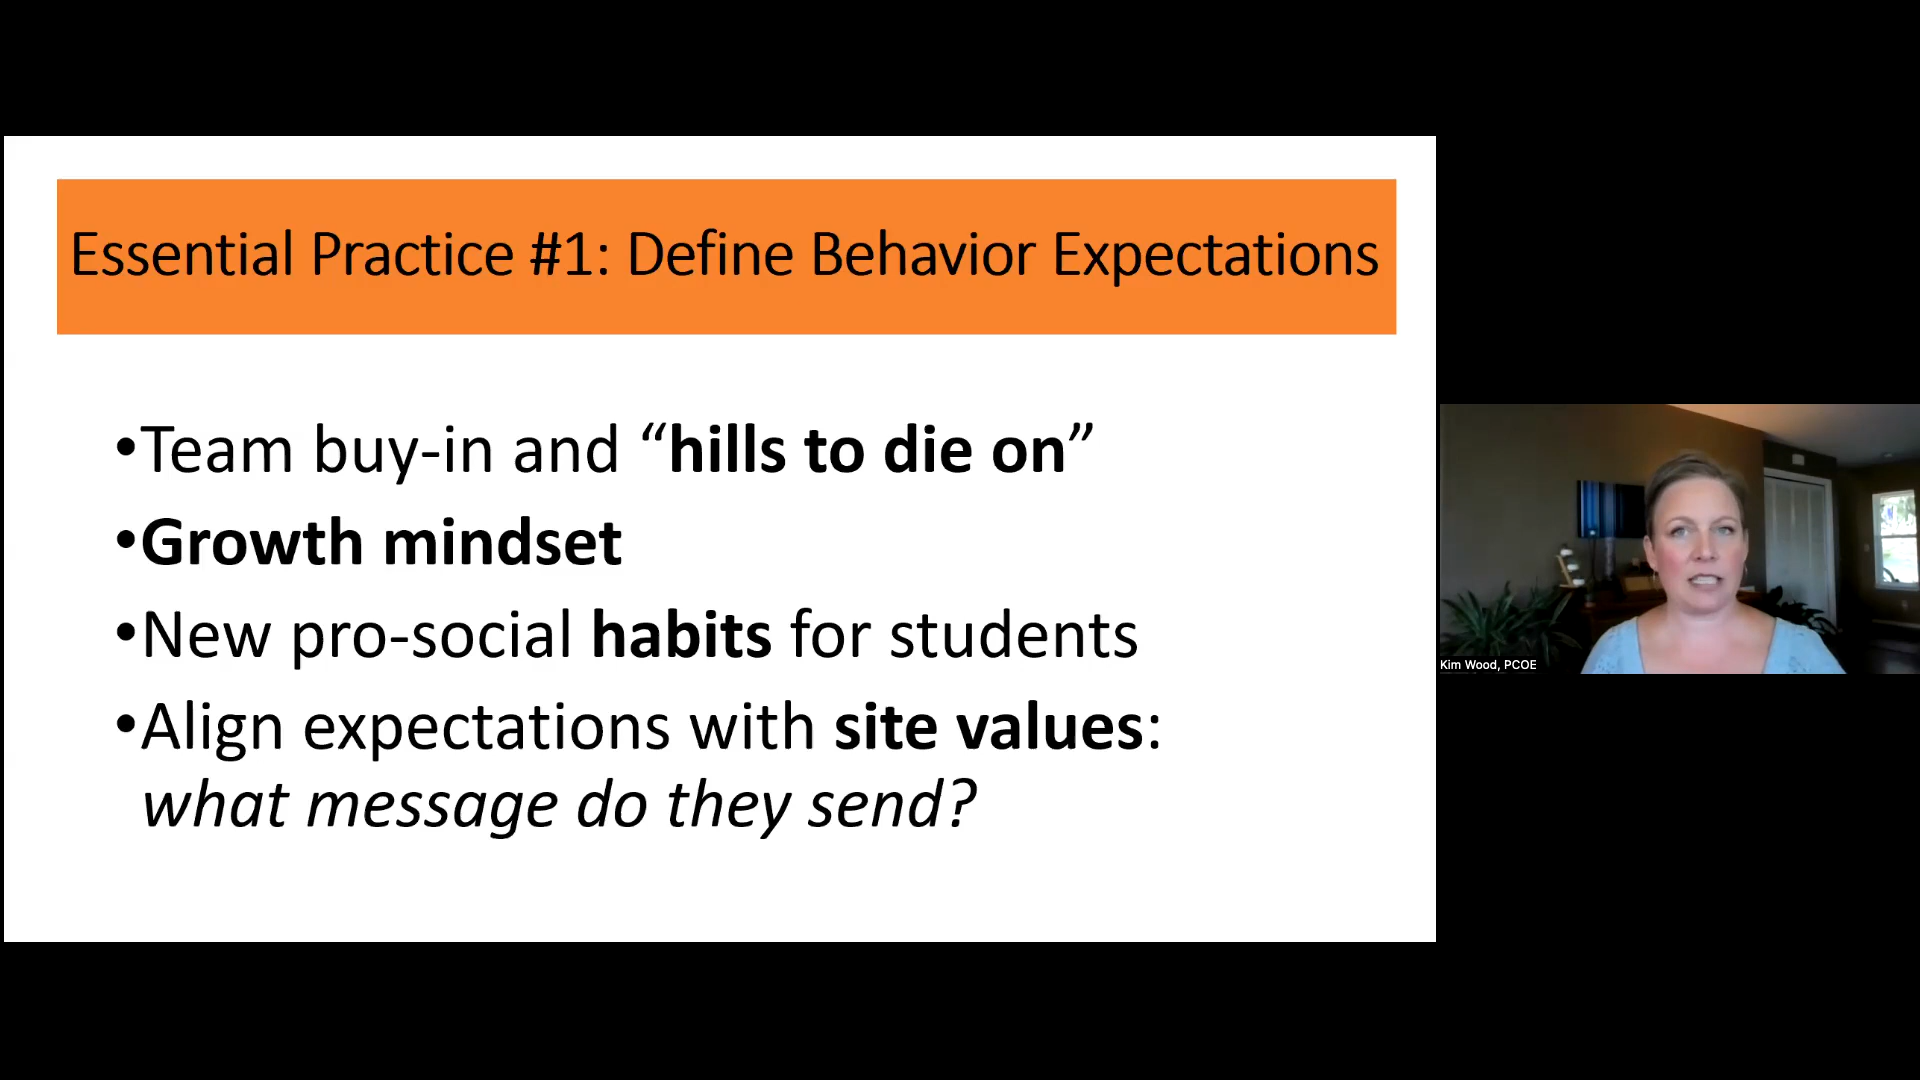 Essential Practice #1: Define Behavior Expectations
•Team buy-in and “hills to die on”
•Growth mindset
•New pro-social habits for students
•Align expectations with site values:
what message do they send?
Kim Wood, PCOE